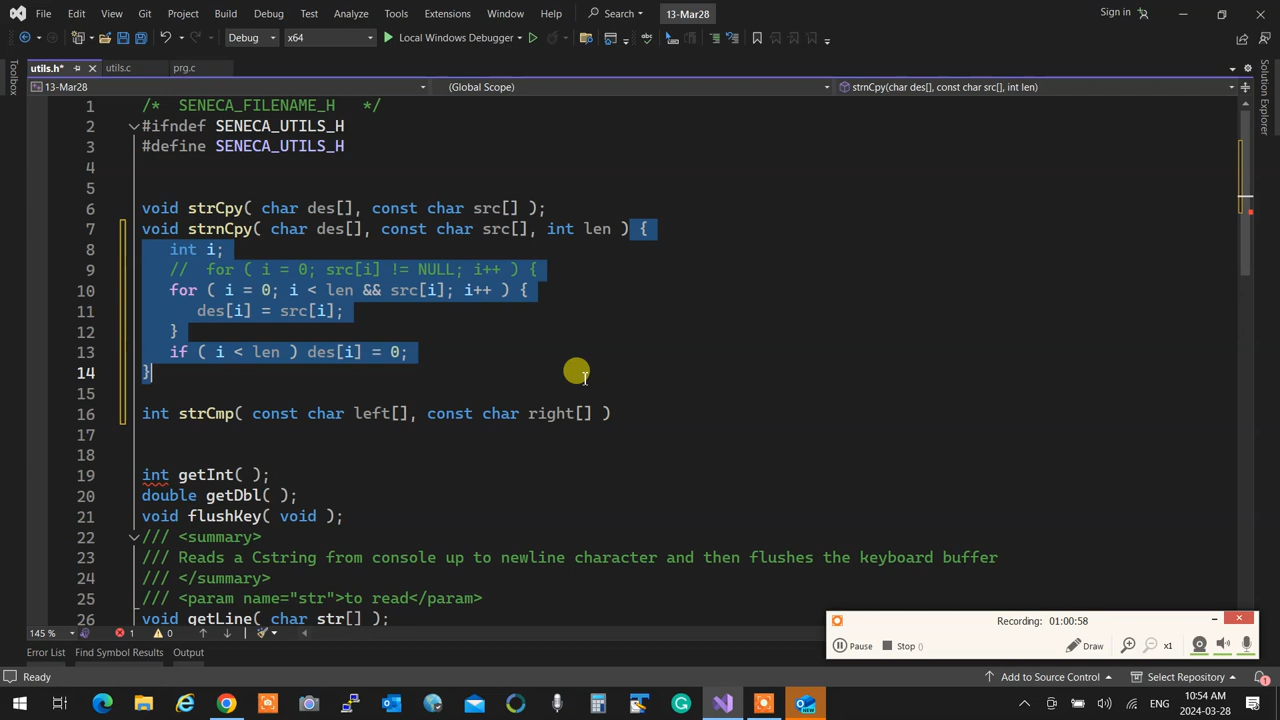 File Edit View Git Project Build Debug Test Analyze Tools Extensions Window Help Search 13-Mar28 Sign in
Debug x64 Local Windows Debugger
utils.h* utils.c prg.c
13-Mar28 (Global Scope) strnCpy(char des[], const char src[], int len)
Toolbox
Solution Explorer
1 /*  SENECA_FILENAME_H   */
2 #ifndef SENECA_UTILS_H
3 #define SENECA_UTILS_H
4
5
6 void strCpy( char des[], const char src[] );
7 void strnCpy( char des[], const char src[], int len ) {
8 int i;
9 //  for ( i = 0; src[i] != NULL; i++ ) {
10 for ( i = 0; i < len && src[i]; i++ ) {
11 des[i] = src[i];
12 }
13 if ( i < len ) des[i] = 0;
14 }
15
16 int strCmp( const char left[], const char right[] )
17
18
19 int getInt( );
20 double getDbl( );
21 void flushKey( void );
22 /// <summary>
23 /// Reads a Cstring from console up to newline character and then flushes the keyboard buffer
24 /// </summary>
25 /// <param name="str">to read</param>
26 void getLine( char str[] );
Recording: 01:00:58
Pause Stop () Draw x1
145 % 1 0
Error List Find Symbol Results Output
Ready Add to Source Control Select Repository 1
ENG 10:54 AM
2024-03-28
NEW